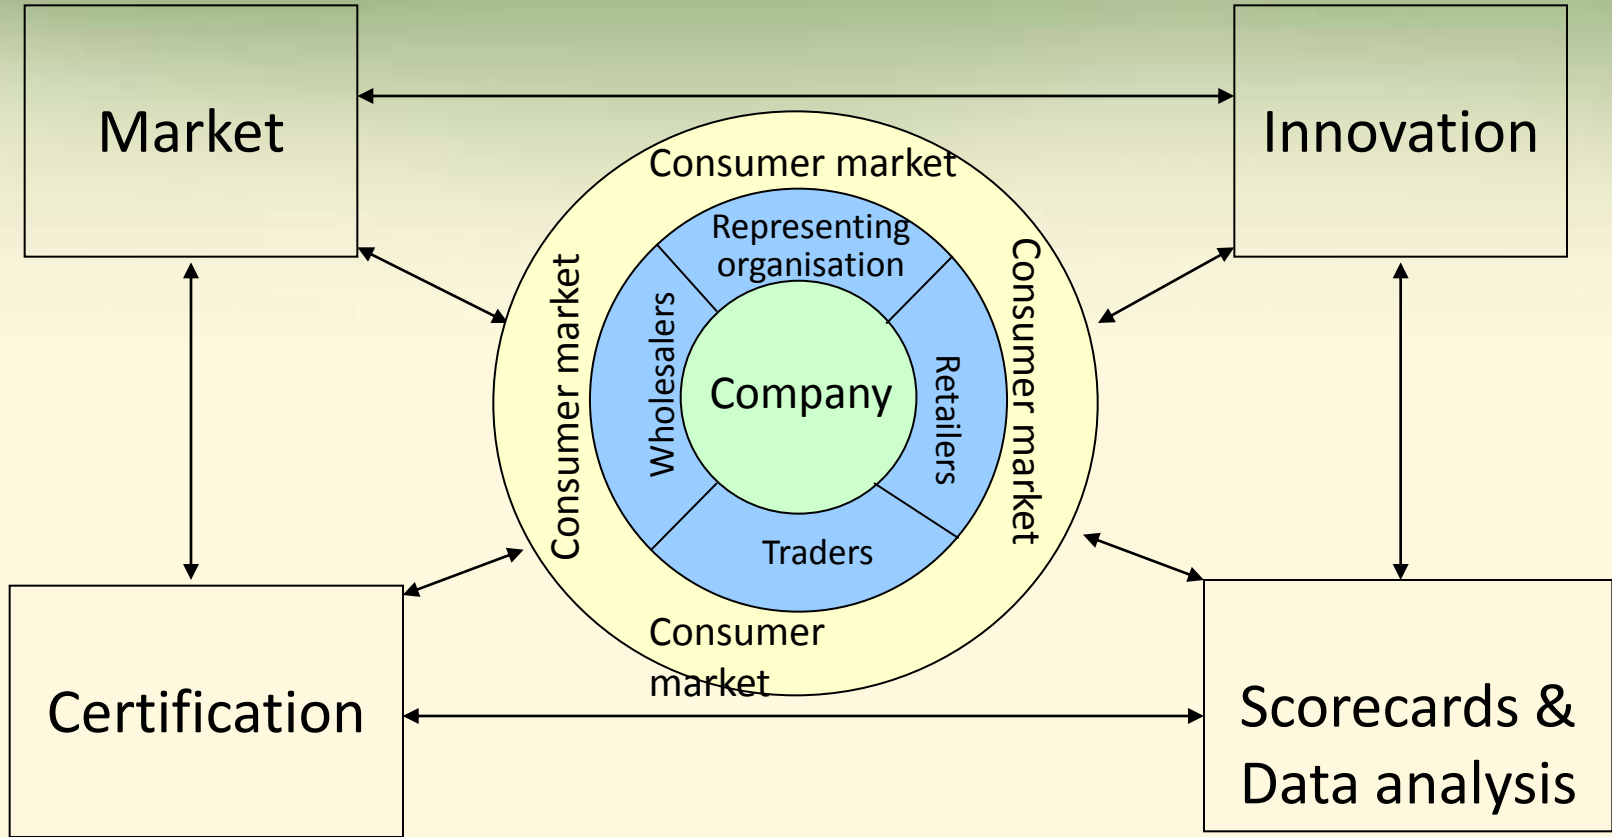 Market
Innovation
Consumer market
Representing
organisation
Consumer market
Wholesalers
Company
Retailers
Consumer market
Traders
Consumer
market
Certification
Scorecards &
Data analysis